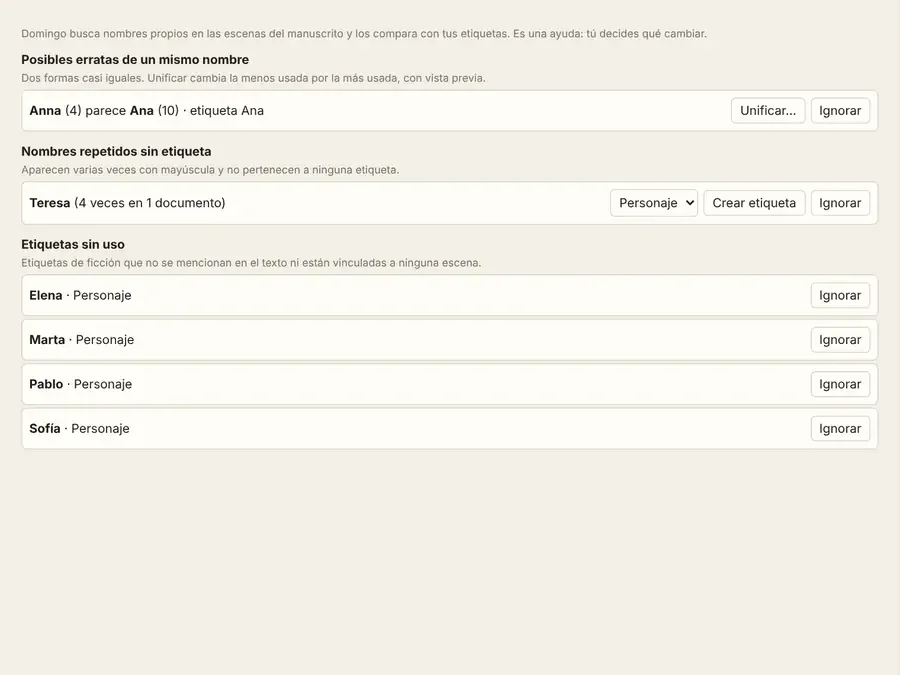 Domingo busca nombres propios en las escenas del manuscrito y los compara con tus etiquetas. Es una ayuda: tú decides qué cambiar.
Posibles erratas de un mismo nombre
Dos formas casi iguales. Unificar cambia la menos usada por la más usada, con vista previa.
Anna (4) parece Ana (10) · etiqueta Ana Unificar... Ignorar
Nombres repetidos sin etiqueta
Aparecen varias veces con mayúscula y no pertenecen a ninguna etiqueta.
Teresa (4 veces en 1 documento) Personaje Crear etiqueta Ignorar
Etiquetas sin uso
Etiquetas de ficción que no se mencionan en el texto ni están vinculadas a ninguna escena.
Elena · Personaje Ignorar
Marta · Personaje Ignorar
Pablo · Personaje Ignorar
Sofía · Personaje Ignorar